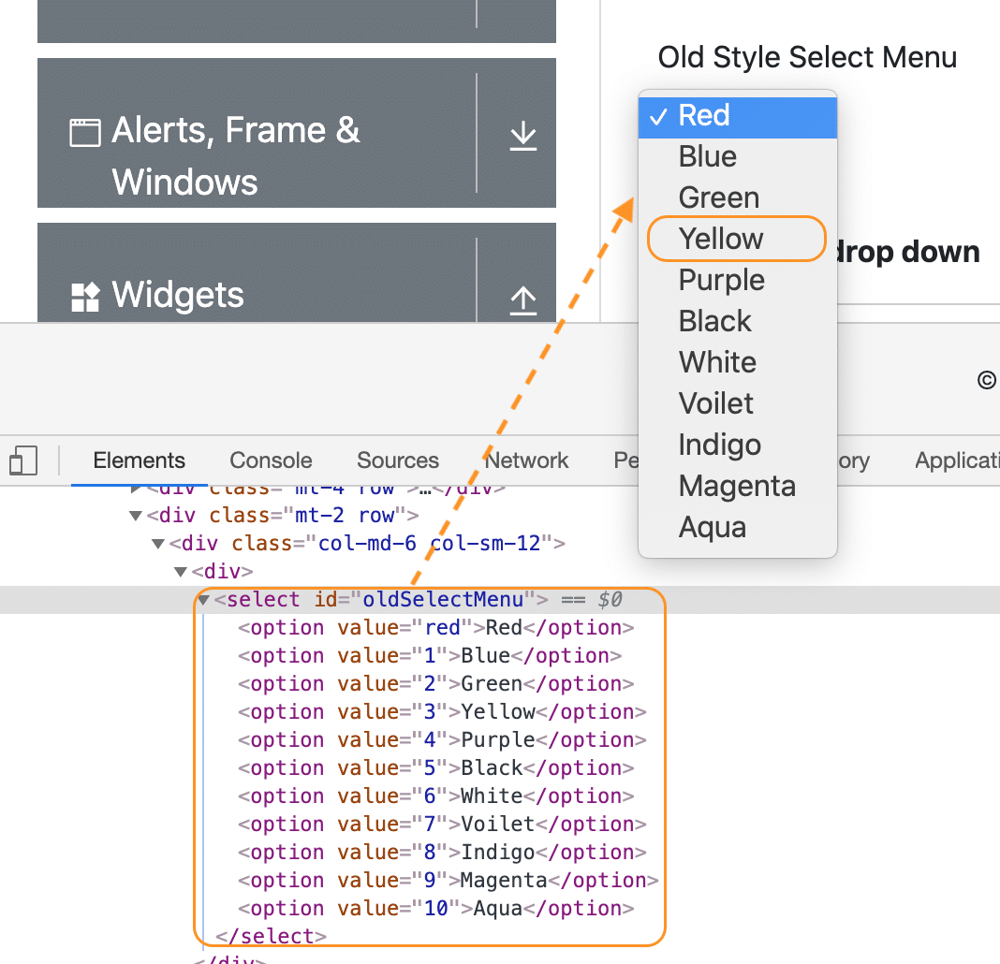 Old Style Select Menu
Alerts, Frame &
Windows
Widgets
✓ Red
Blue
Green
Yellow
Purple
Black
White
Voilet
Indigo
Magenta
Aqua
drop down
©
Elements Console Sources Network Pe ory Applicati
<div class="mt-4 row">…</div>
▼<div class="mt-2 row">
▼<div class="col-md-6 col-sm-12">
▼<div>
▼<select id="oldSelectMenu"> == $0
<option value="red">Red</option>
<option value="1">Blue</option>
<option value="2">Green</option>
<option value="3">Yellow</option>
<option value="4">Purple</option>
<option value="5">Black</option>
<option value="6">White</option>
<option value="7">Voilet</option>
<option value="8">Indigo</option>
<option value="9">Magenta</option>
<option value="10">Aqua</option>
</select>
</div>